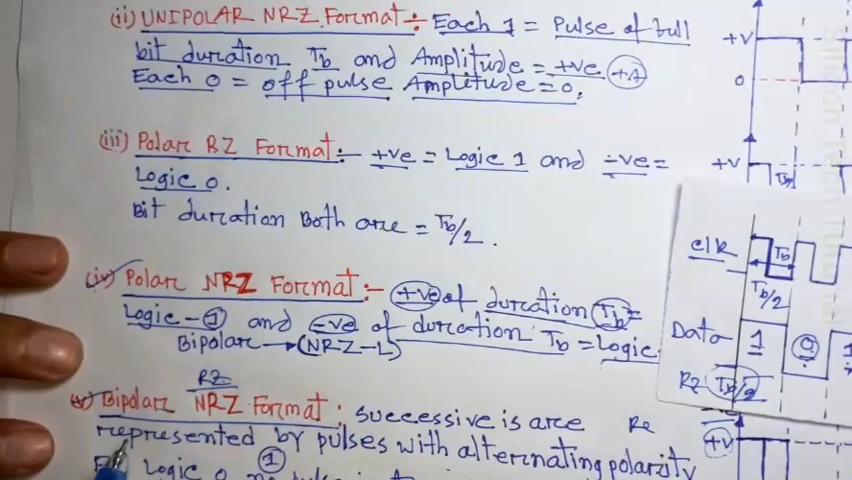 (ii) UNIPOLAR NRZ Format ÷ Each 1 = Pulse of full
bit duration Tb and Amplitude = +ve (+A)
Each 0 = off pulse Ampletude = 0.
(iii) Polar RZ Format :- +ve = Logic 1 and -ve =
Logic 0.
Bit duration Both are = Tb/2.
(iv) Polar NRZ Format :- +ve of duration Tb =
Logic-1 and -ve of duration Tb = Logic
Bipolar → (NRZ-L)
RZ
(v) Bipolar NRZ Format : successive is are Re
represented by pulses with alternating polarity
Logic 0 1
+V
0
+V
Tb
clk Tb
Tb/2
Data 1 0 1
RZ Tb/2
+V